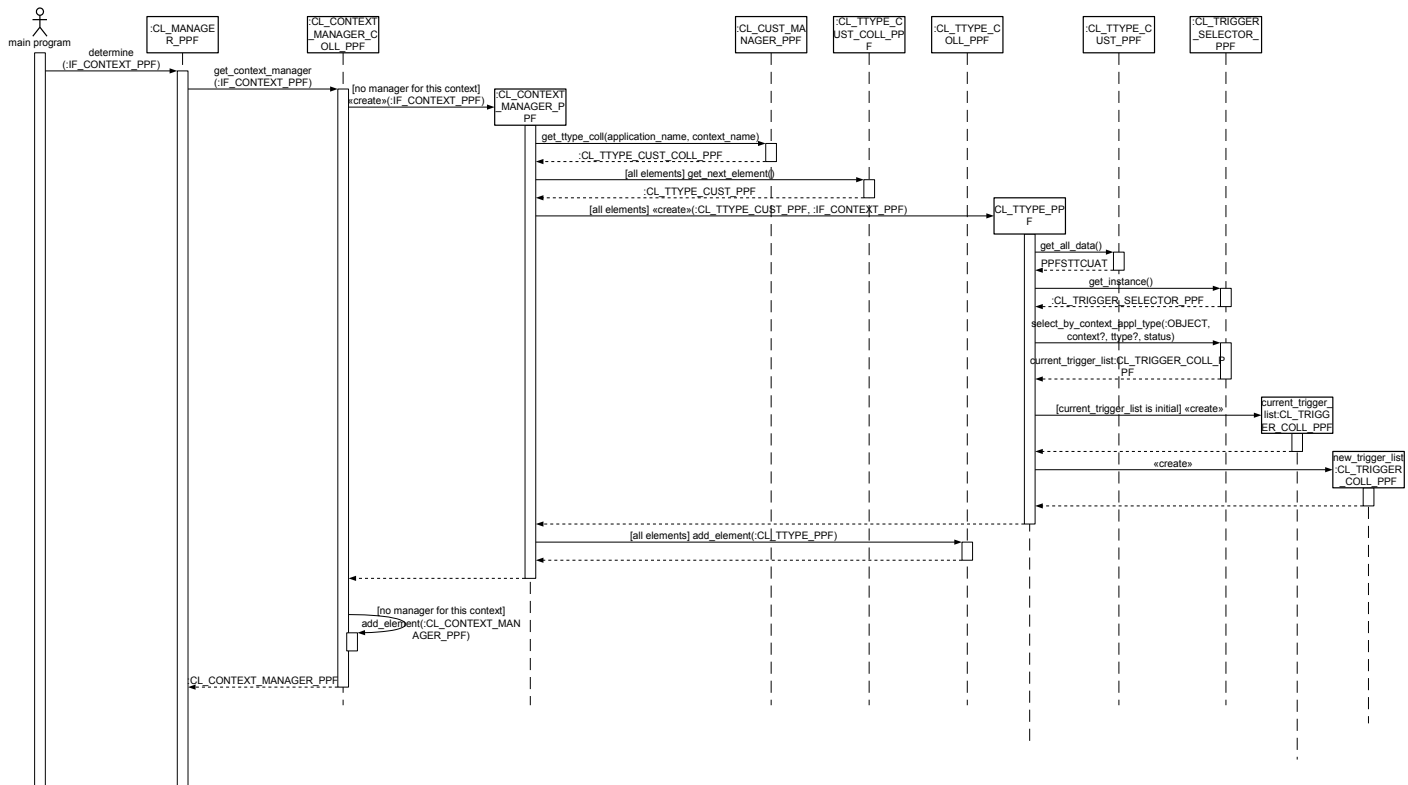 main program
:CL_MANAGE
R_PPF
:CL_CONTEXT
_MANAGER_C
OLL_PPF
:CL_CUST_MA
NAGER_PPF
:CL_TTYPE_C
UST_COLL_PP
F
:CL_TTYPE_C
OLL_PPF
:CL_TTYPE_C
UST_PPF
:CL_TRIGGER
_SELECTOR_
PPF
determine
(:IF_CONTEXT_PPF)
get_context_manager
(:IF_CONTEXT_PPF)
[no manager for this context]
«create»(:IF_CONTEXT_PPF)
:CL_CONTEXT
_MANAGER_P
PF
get_ttype_coll(application_name, context_name)
:CL_TTYPE_CUST_COLL_PPF
[all elements] get_next_element()
:CL_TTYPE_CUST_PPF
[all elements] «create»(:CL_TTYPE_CUST_PPF, :IF_CONTEXT_PPF)
CL_TTYPE_PP
F
get_all_data()
PPFSTTCUAT
get_instance()
:CL_TRIGGER_SELECTOR_PPF
select_by_context_appl_type(:OBJECT,
context?, ttype?, status)
current_trigger_list:CL_TRIGGER_COLL_P
PF
[current_trigger_list is initial] «create»
current_trigger_
list:CL_TRIGG
ER_COLL_PPF
«create»
new_trigger_list
:CL_TRIGGER
_COLL_PPF
[all elements] add_element(:CL_TTYPE_PPF)
[no manager for this context]
add_element(:CL_CONTEXT_MAN
AGER_PPF)
:CL_CONTEXT_MANAGER_PPF